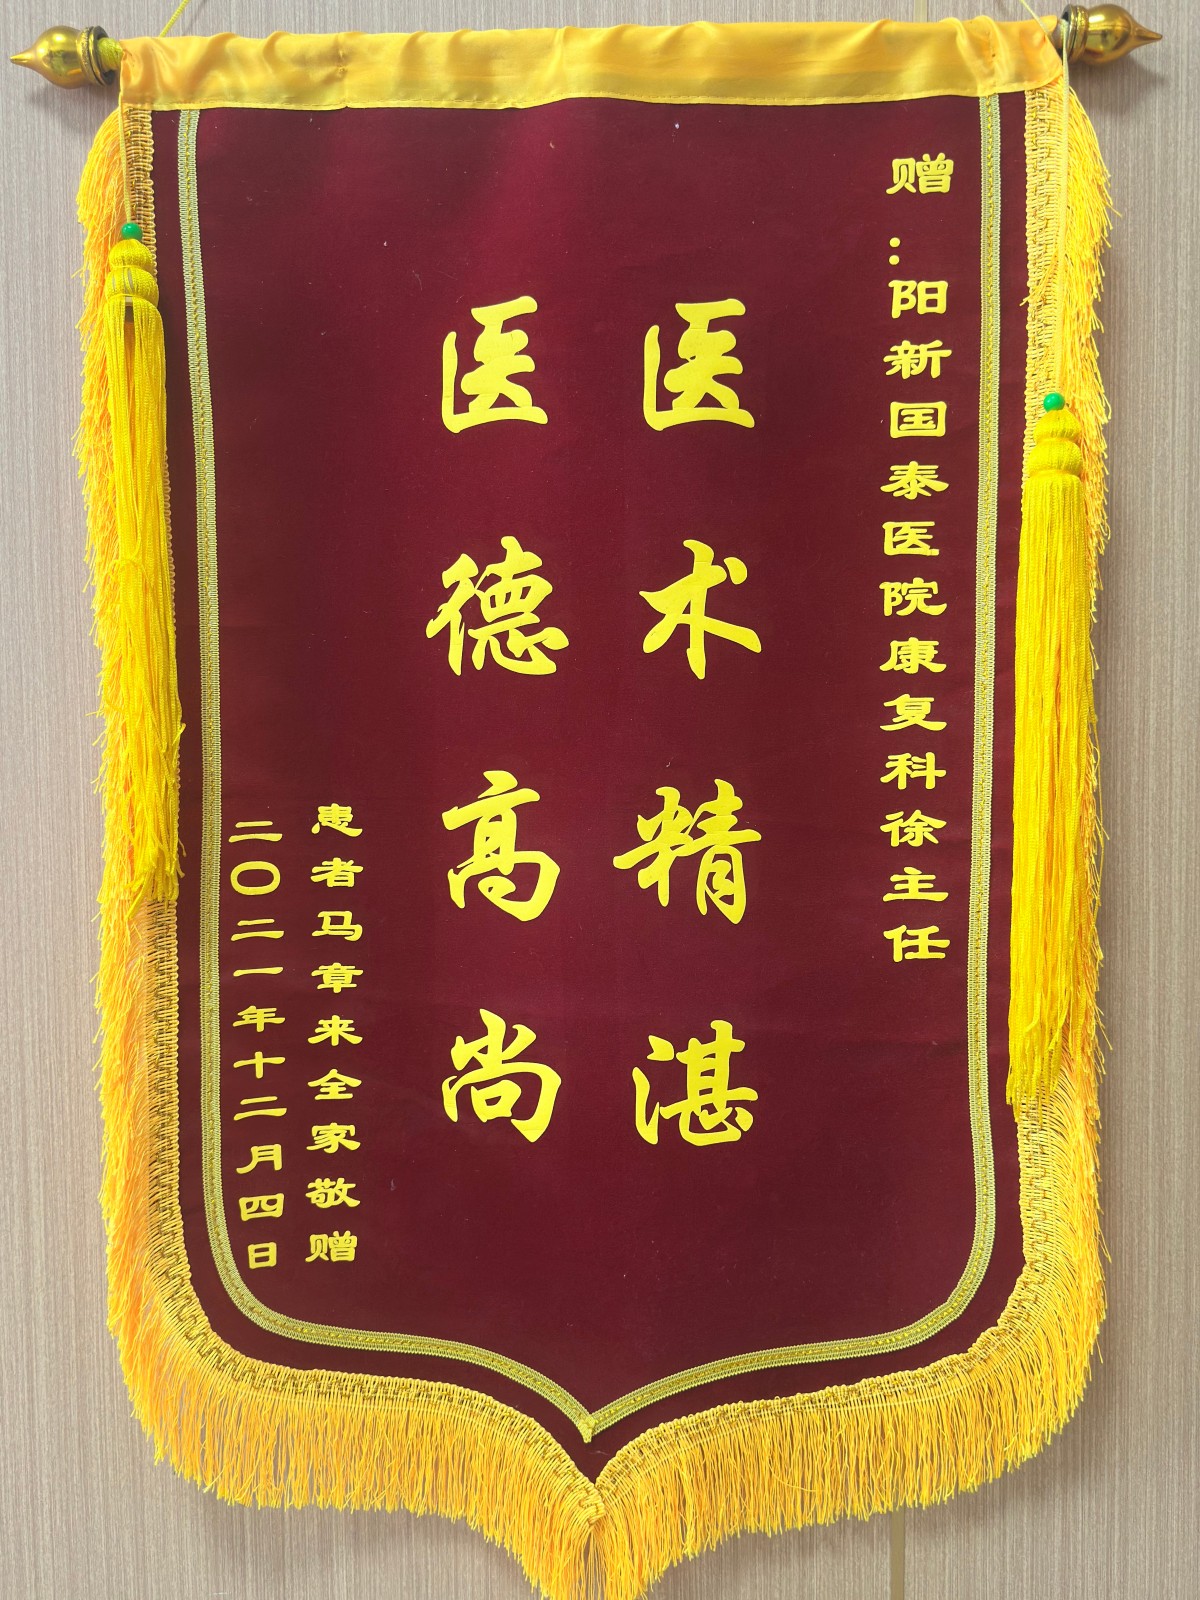 赠:阳新国泰医院康复科徐主任
医术精湛
医德高尚
患者马章来全家敬赠
二〇二一年十二月四日